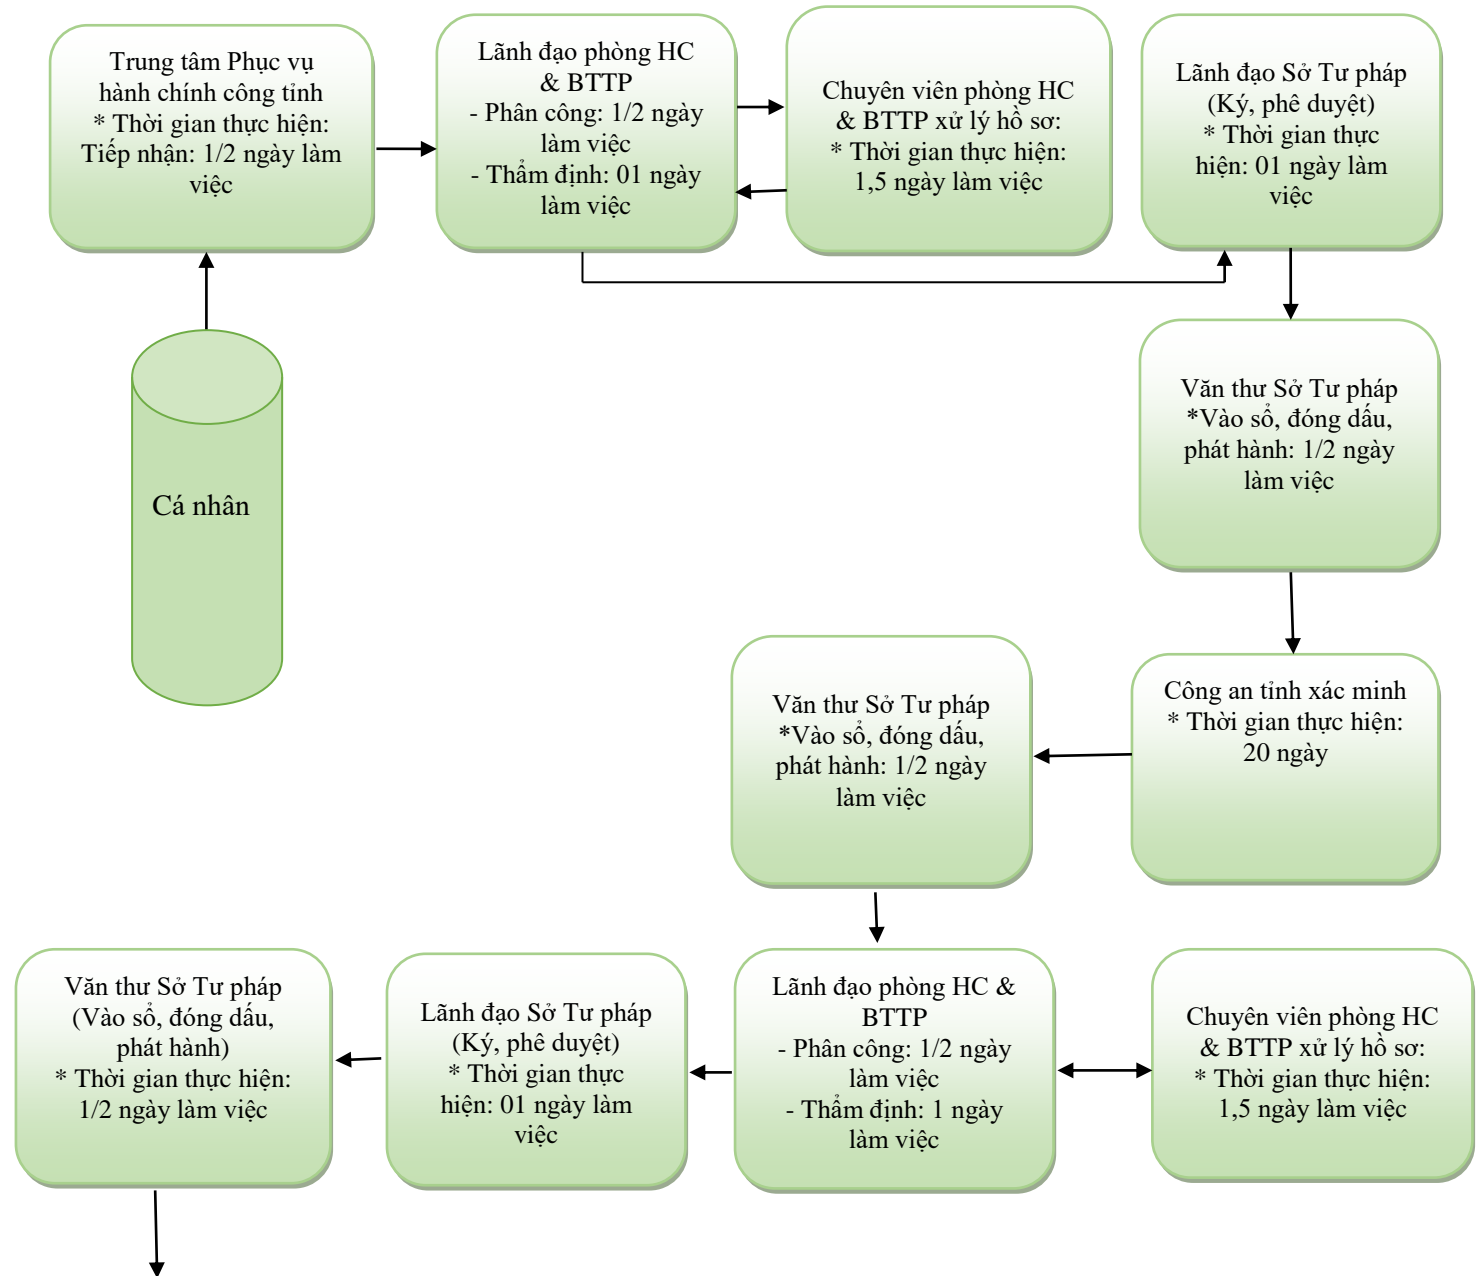 Trung tâm Phục vụ
hành chính công tỉnh
* Thời gian thực hiện:
Tiếp nhận: 1/2 ngày làm
việc
Lãnh đạo phòng HC
& BTTP
- Phân công: 1/2 ngày
làm việc
- Thẩm định: 01 ngày
làm việc
Chuyên viên phòng HC
& BTTP xử lý hồ sơ:
* Thời gian thực hiện:
1,5 ngày làm việc
Lãnh đạo Sở Tư pháp
(Ký, phê duyệt)
* Thời gian thực
hiện: 01 ngày làm
việc
Cá nhân
Văn thư Sở Tư pháp
*Vào sổ, đóng dấu,
phát hành: 1/2 ngày
làm việc
Công an tỉnh xác minh
* Thời gian thực hiện:
20 ngày
Văn thư Sở Tư pháp
*Vào sổ, đóng dấu,
phát hành: 1/2 ngày
làm việc
Văn thư Sở Tư pháp
(Vào sổ, đóng dấu,
phát hành)
* Thời gian thực hiện:
1/2 ngày làm việc
Lãnh đạo Sở Tư pháp
(Ký, phê duyệt)
* Thời gian thực
hiện: 01 ngày làm
việc
Lãnh đạo phòng HC &
BTTP
- Phân công: 1/2 ngày
làm việc
- Thẩm định: 1 ngày
làm việc
Chuyên viên phòng HC
& BTTP xử lý hồ sơ:
* Thời gian thực hiện:
1,5 ngày làm việc